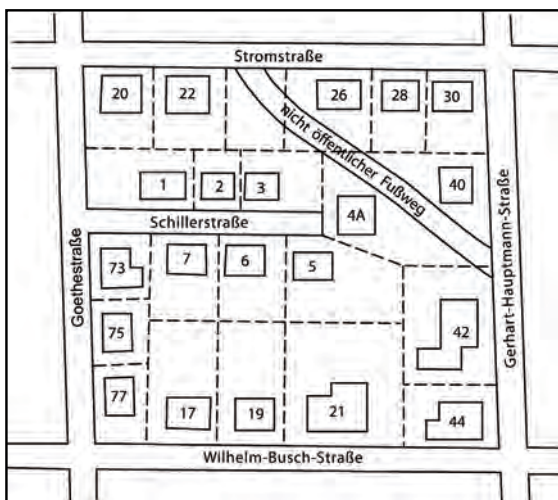 Stromstraße
20
22
26
28
30
nicht öffentlicher Fußweg
1
2
3
4A
40
Schillerstraße
Goethestraße
Gerhart-Hauptmann-Straße
73
7
6
5
75
42
77
17
19
21
44
Wilhelm-Busch-Straße